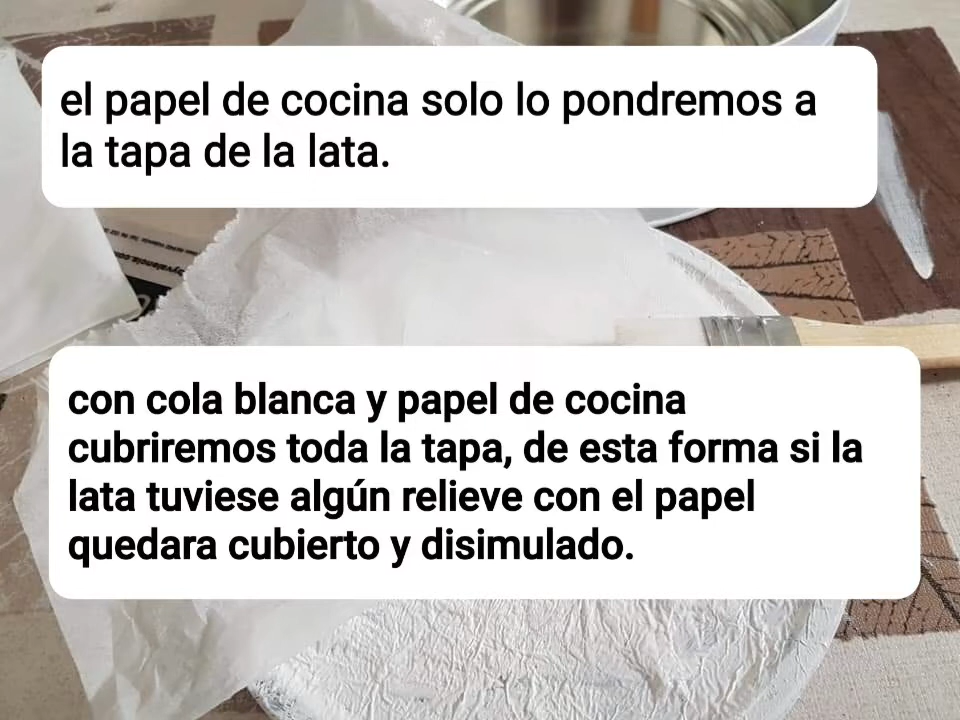 el papel de cocina solo lo pondremos a
la tapa de la lata.
con cola blanca y papel de cocina
cubriremos toda la tapa, de esta forma si la
lata tuviese algún relieve con el papel
quedara cubierto y disimulado.